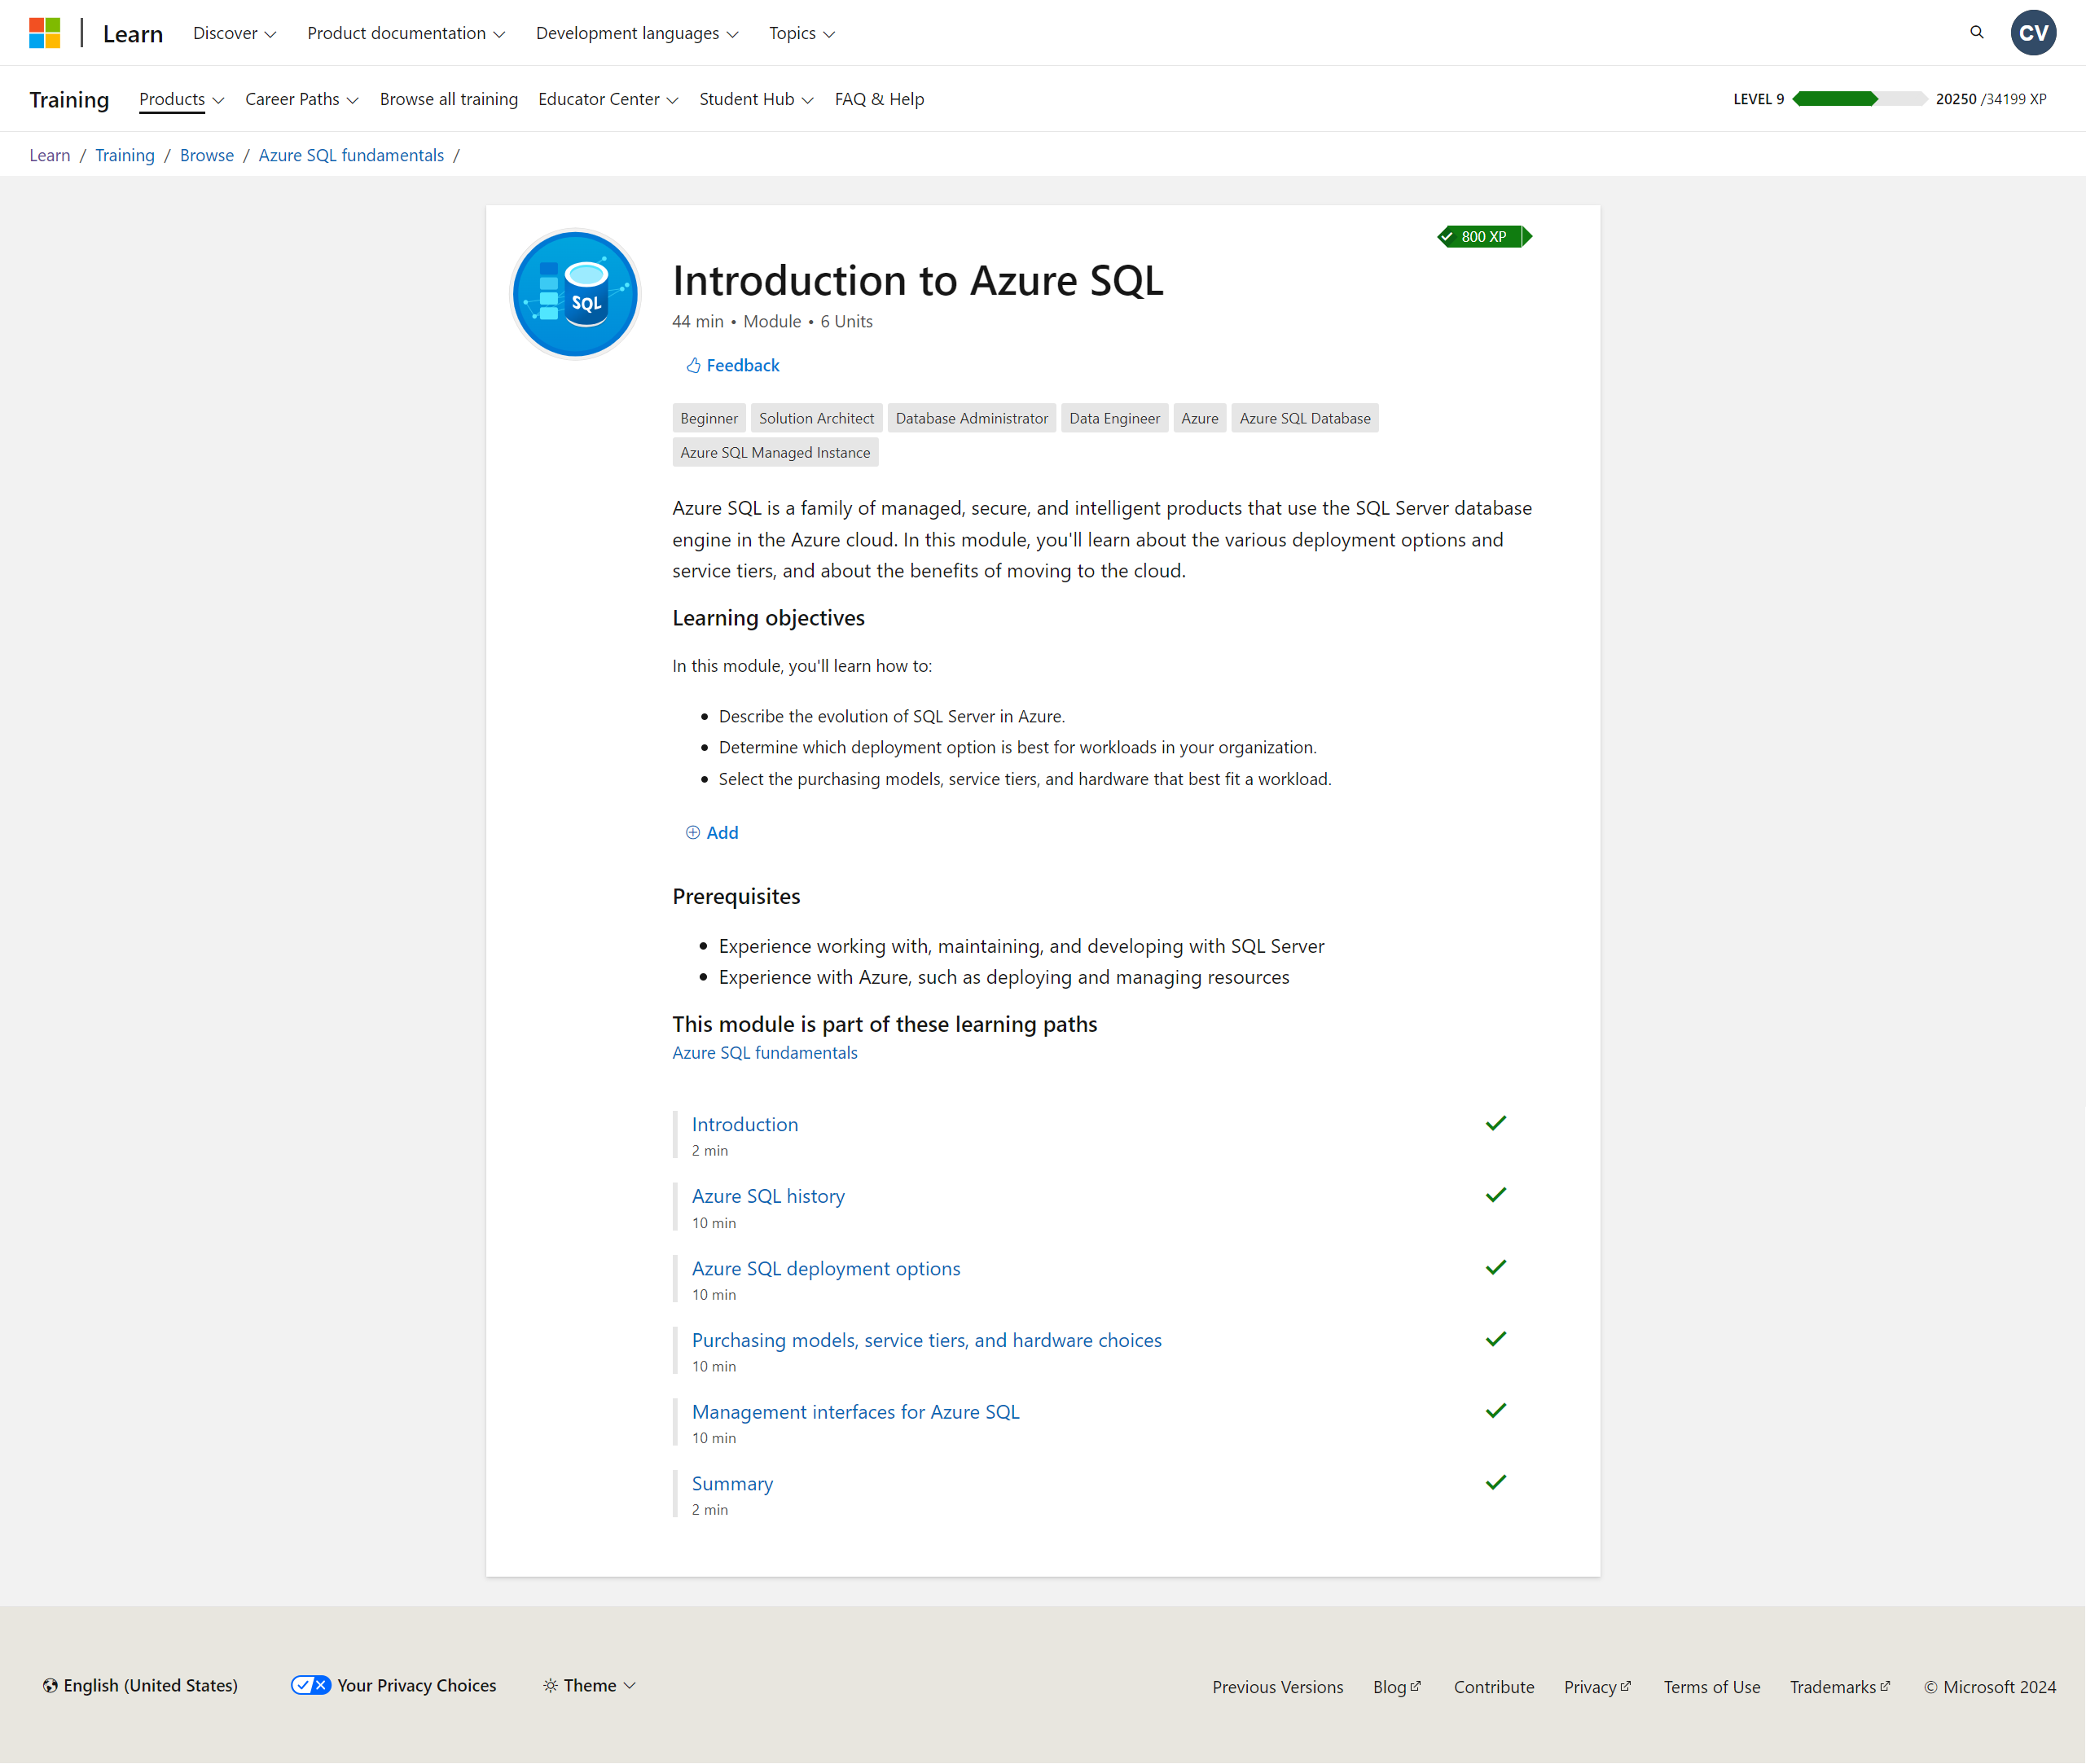 Learn Discover Product documentation Development languages Topics CV
Training Products Career Paths Browse all training Educator Center Student Hub FAQ & Help LEVEL 9 20250 /34199 XP
Learn / Training / Browse / Azure SQL fundamentals /
800 XP
SQL
Introduction to Azure SQL
44 min • Module • 6 Units
Feedback
Beginner Solution Architect Database Administrator Data Engineer Azure Azure SQL Database
Azure SQL Managed Instance
Azure SQL is a family of managed, secure, and intelligent products that use the SQL Server database
engine in the Azure cloud. In this module, you'll learn about the various deployment options and
service tiers, and about the benefits of moving to the cloud.
Learning objectives
In this module, you'll learn how to:
• Describe the evolution of SQL Server in Azure.
• Determine which deployment option is best for workloads in your organization.
• Select the purchasing models, service tiers, and hardware that best fit a workload.
Add
Prerequisites
• Experience working with, maintaining, and developing with SQL Server
• Experience with Azure, such as deploying and managing resources
This module is part of these learning paths
Azure SQL fundamentals
Introduction
2 min
Azure SQL history
10 min
Azure SQL deployment options
10 min
Purchasing models, service tiers, and hardware choices
10 min
Management interfaces for Azure SQL
10 min
Summary
2 min
English (United States) Your Privacy Choices Theme Previous Versions Blog Contribute Privacy Terms of Use Trademarks © Microsoft 2024